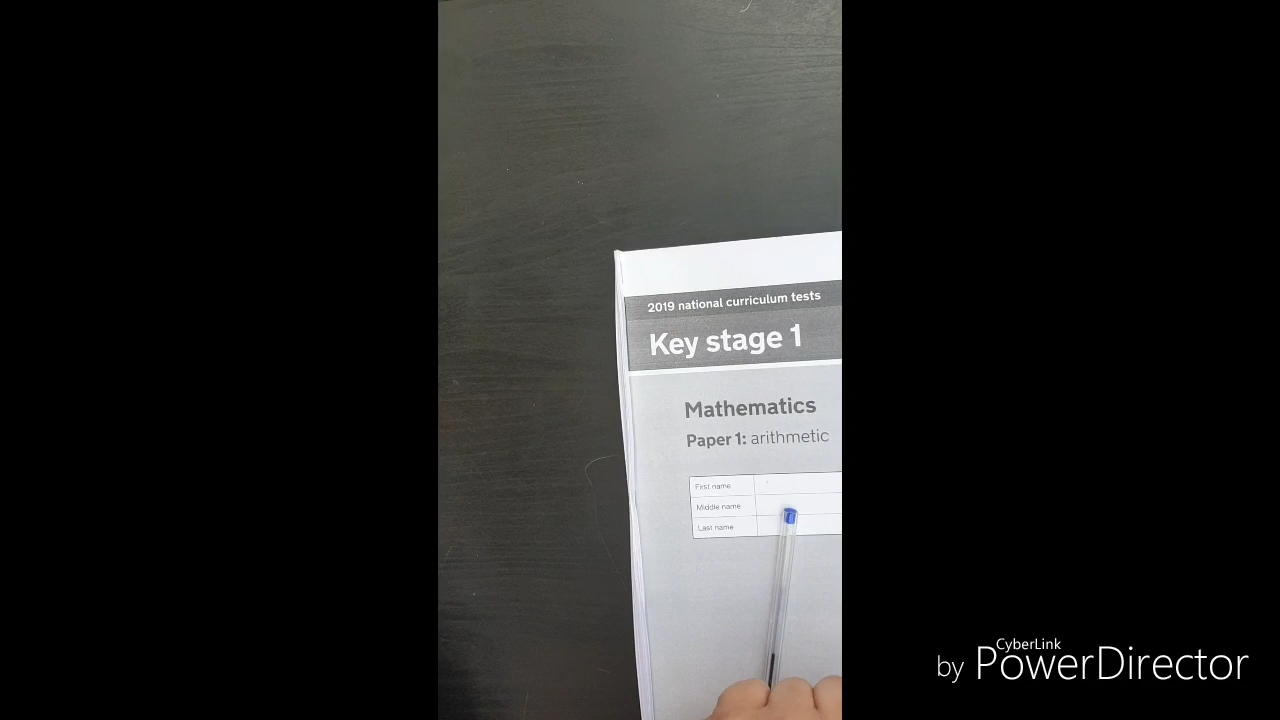 2019 national curriculum tests
Key stage 1
Mathematics
Paper 1: arithmetic
First name
Middle name
Last name
CyberLink
by PowerDirector